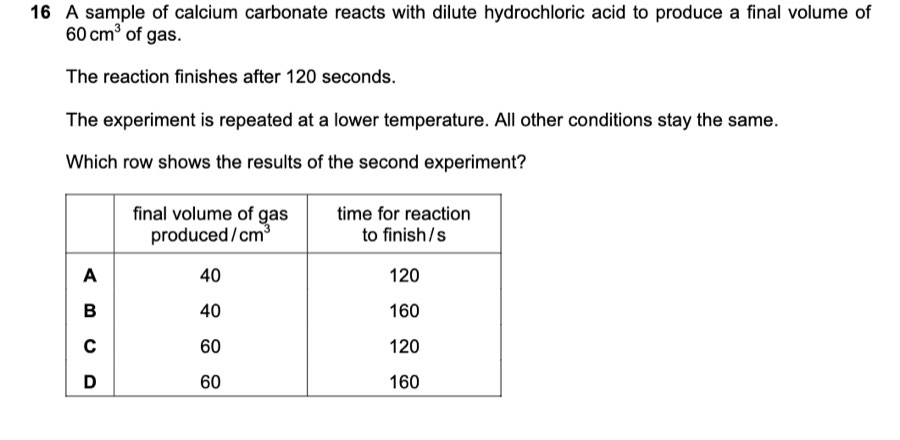 16 A sample of calcium carbonate reacts with dilute hydrochloric acid to produce a final volume of
60 cm³ of gas.
The reaction finishes after 120 seconds.
The experiment is repeated at a lower temperature. All other conditions stay the same.
Which row shows the results of the second experiment?
final volume of gas produced / cm³ time for reaction to finish / s
A 40 120
B 40 160
C 60 120
D 60 160